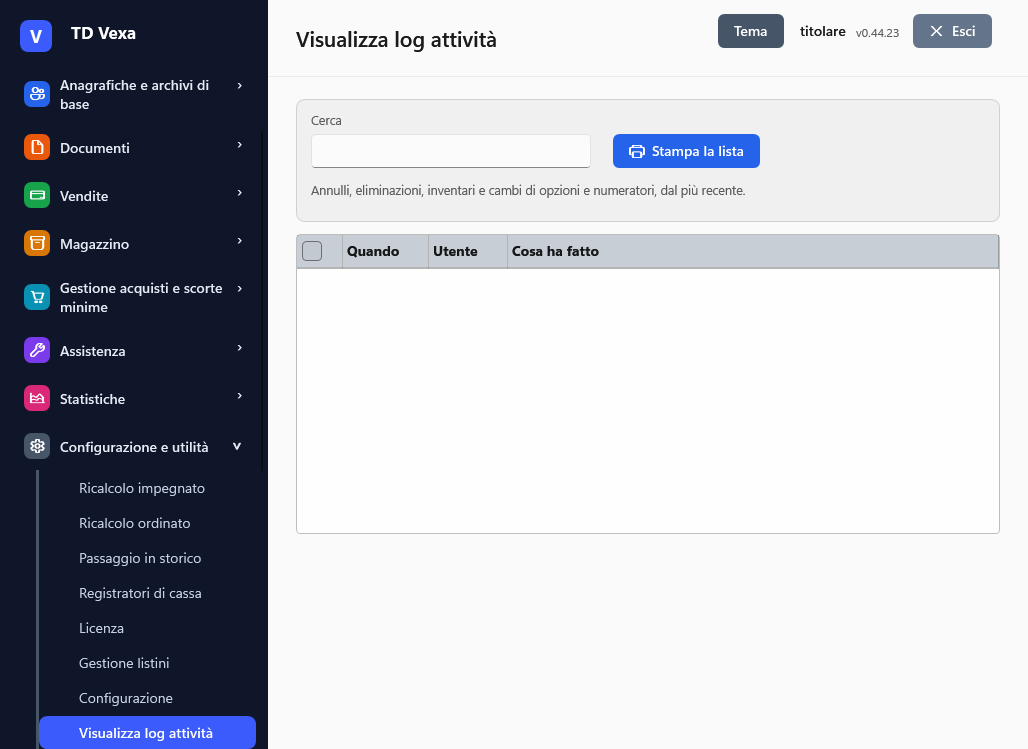 V
TD Vexa
Anagrafiche e archivi di
base
Documenti
Vendite
Magazzino
Gestione acquisti e scorte
minime
Assistenza
Statistiche
Configurazione e utilità
Ricalcolo impegnato
Ricalcolo ordinato
Passaggio in storico
Registratori di cassa
Licenza
Gestione listini
Configurazione
Visualizza log attività
Visualizza log attività
Tema
titolare
v0.44.23
Esci
Cerca
Stampa la lista
Annulli, eliminazioni, inventari e cambi di opzioni e numeratori, dal più recente.
Quando
Utente
Cosa ha fatto